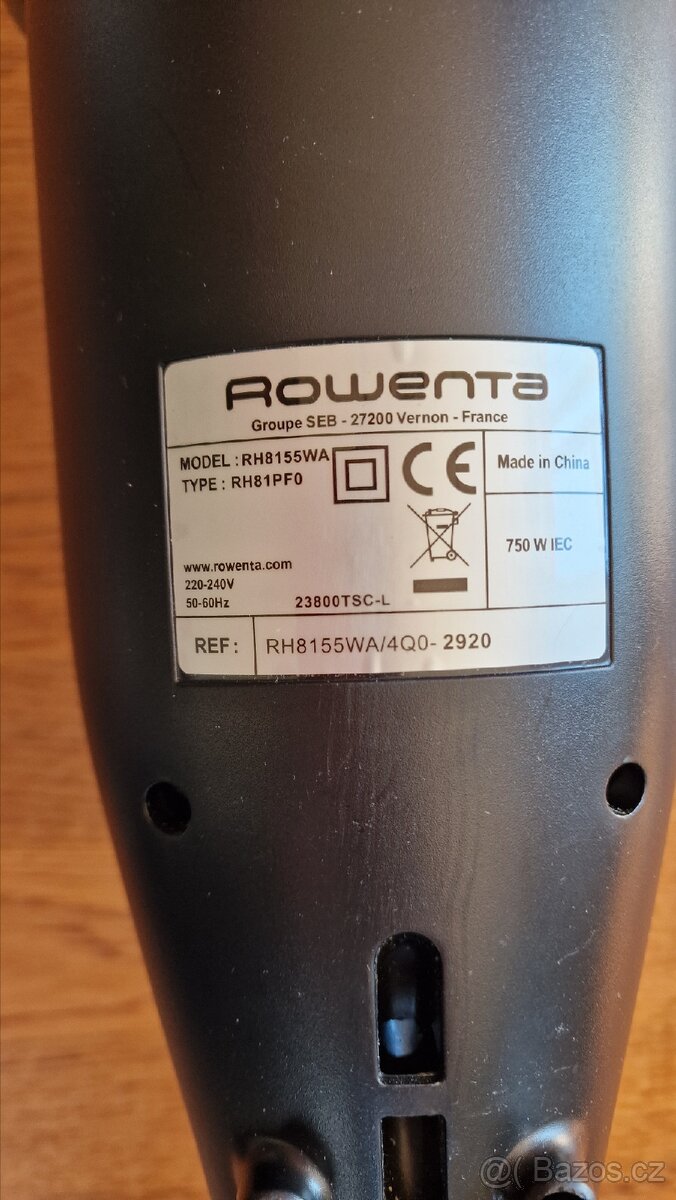 ROWENTA
Groupe SEB - 27200 Vernon - France
MODEL : RH8155WA
TYPE : RH81PF0
CE
Made in China
750 W IEC
www.rowenta.com
220-240V
50-60Hz
23800TSC-L
REF :
RH8155WA/4Q0- 2920
@( Bazos.cz